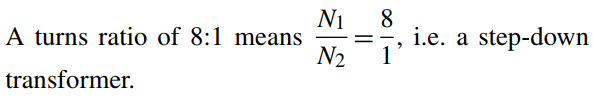 A turns ratio of 8:1 means N1/N2 = 8/1, i.e. a step-down
transformer.